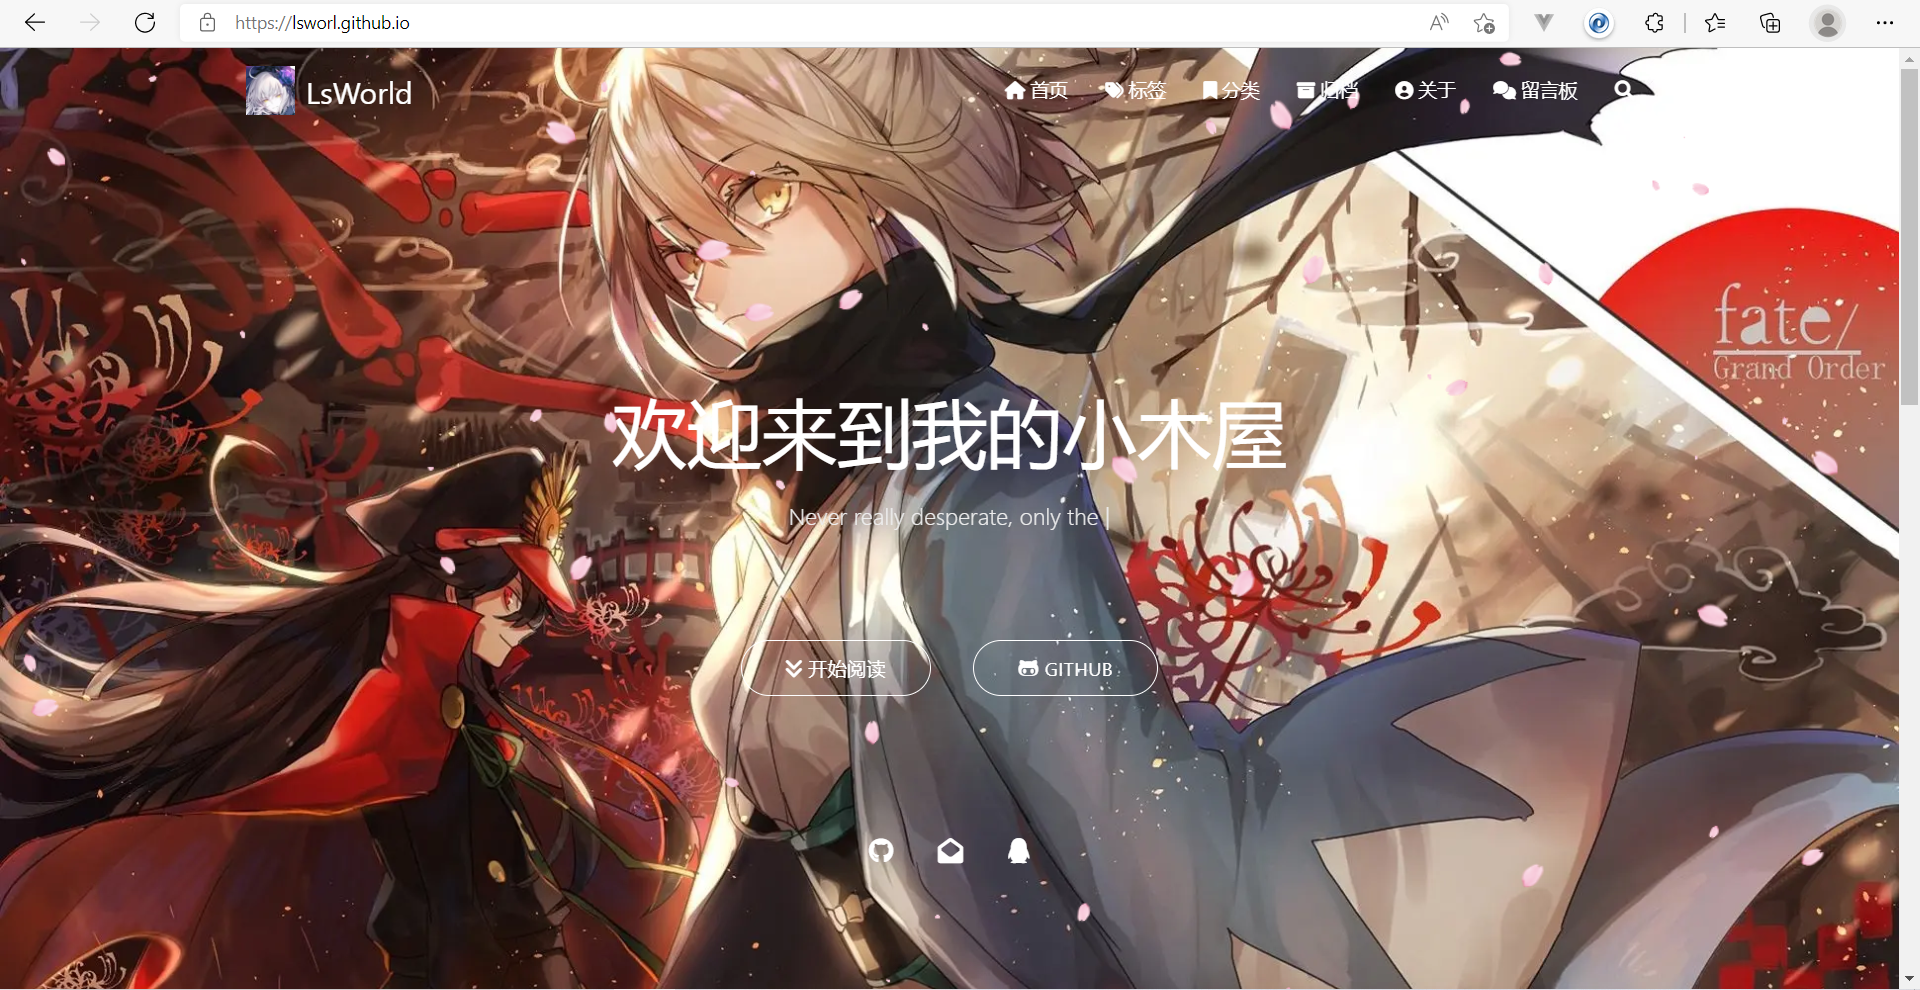 https://lsworl.github.io
LsWorld
首页 标签 分类 归档 关于 留言板
fate/
Grand Order
欢迎来到我的小木屋
Never really desperate, only the |
开始阅读 GITHUB